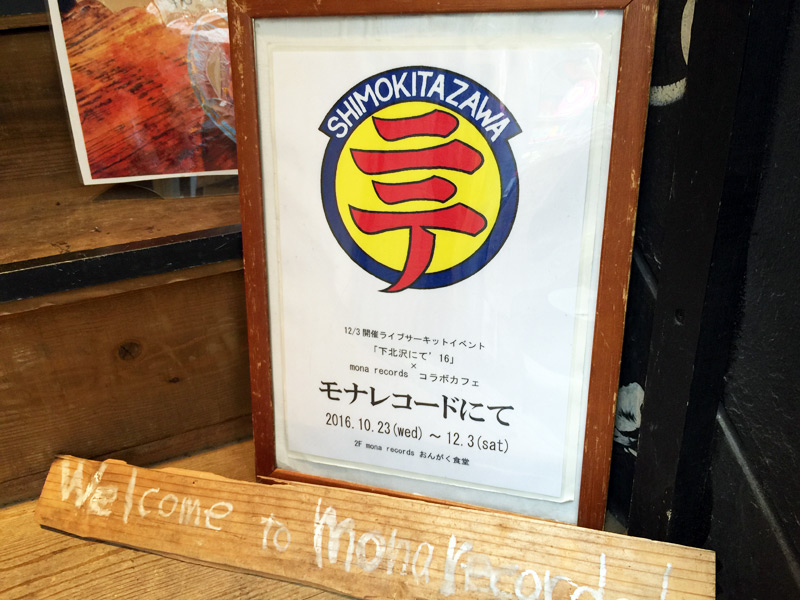 SHIMOKITAZAWA
ニテ
12/3 開催ライブサーキットイベント
「下北沢にて' 16」
×
mona records コラボカフェ
モナレコードにて
2016.10.23(wed) ～ 12.3(sat)
2F mona records おんがく食堂
Welcome To mona records!